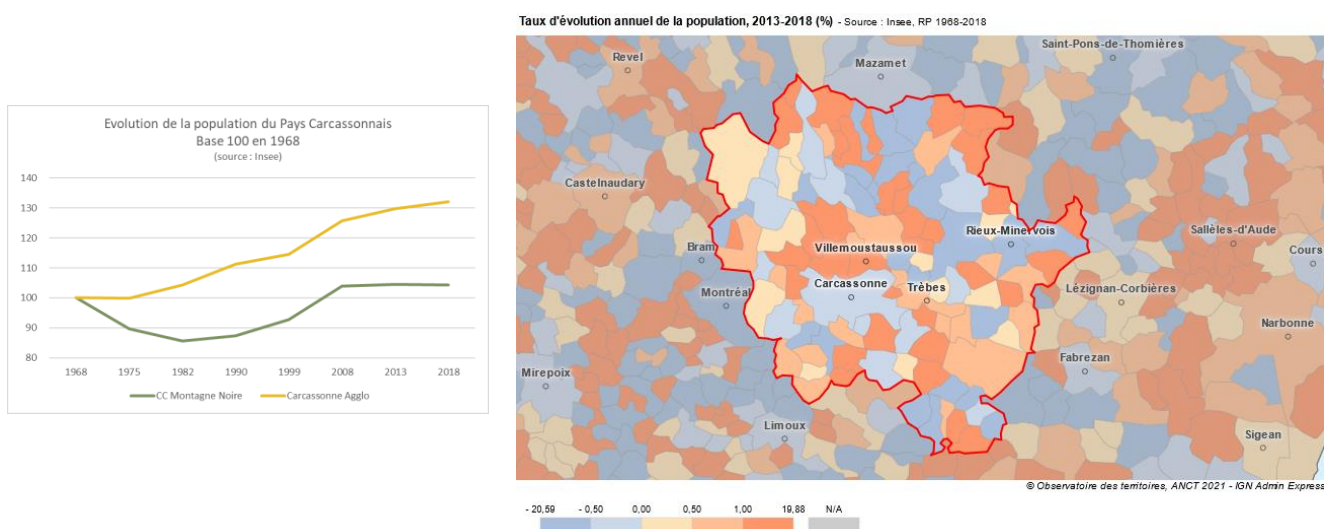 Evolution de la population du Pays Carcassonnais
Base 100 en 1968
(source : Insee)
140
130
120
110
100
90
80
1968 1975 1982 1990 1999 2008 2013 2018
CC Montagne Noire Carcassonne Agglo
Taux d'évolution annuel de la population, 2013-2018 (%) - Source : Insee, RP 1968-2018
Saint-Pons-de-Thomières
Revel
Mazamet
Castelnaudary
Rieux-Minervois
Sallèles-d'Aude
Bram
Villemoustaussou
Cours
Montréal
Carcassonne
Trèbes
Lézignan-Corbières
Narbonne
Mirepoix
Fabrezan
Limoux
Sigean
© Observatoire des territoires, ANCT 2021 - IGN Admin Express
- 20,59 - 0,50 0,00 0,50 1,00 19,88 N/A